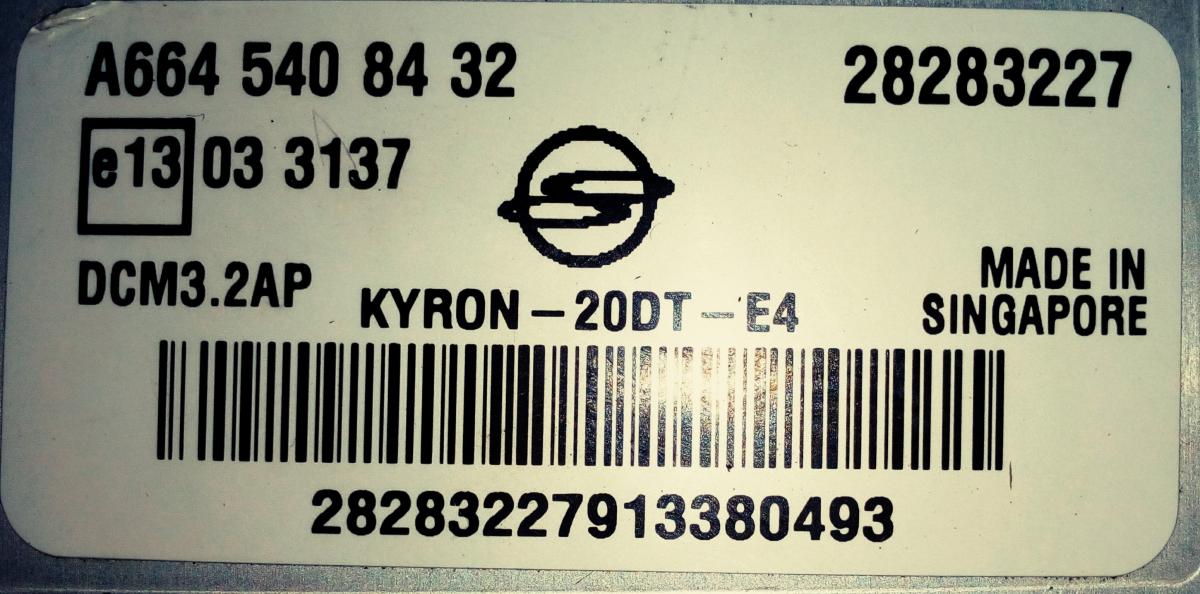 A664 540 84 32
28283227
e13 03 3137
DCM3.2AP
MADE IN
SINGAPORE
KYRON-20DT-E4
28283227913380493